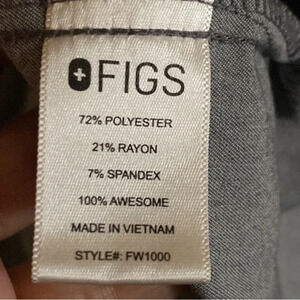 FIGS
72% POLYESTER
21% RAYON
7% SPANDEX
100% AWESOME
MADE IN VIETNAM
STYLE#: FW1000